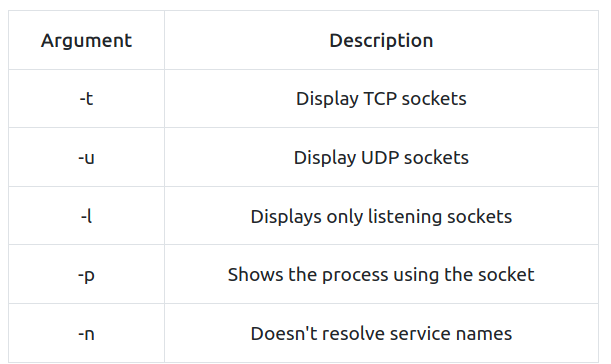 Argument Description
-t Display TCP sockets
-u Display UDP sockets
-l Displays only listening sockets
-p Shows the process using the socket
-n Doesn't resolve service names